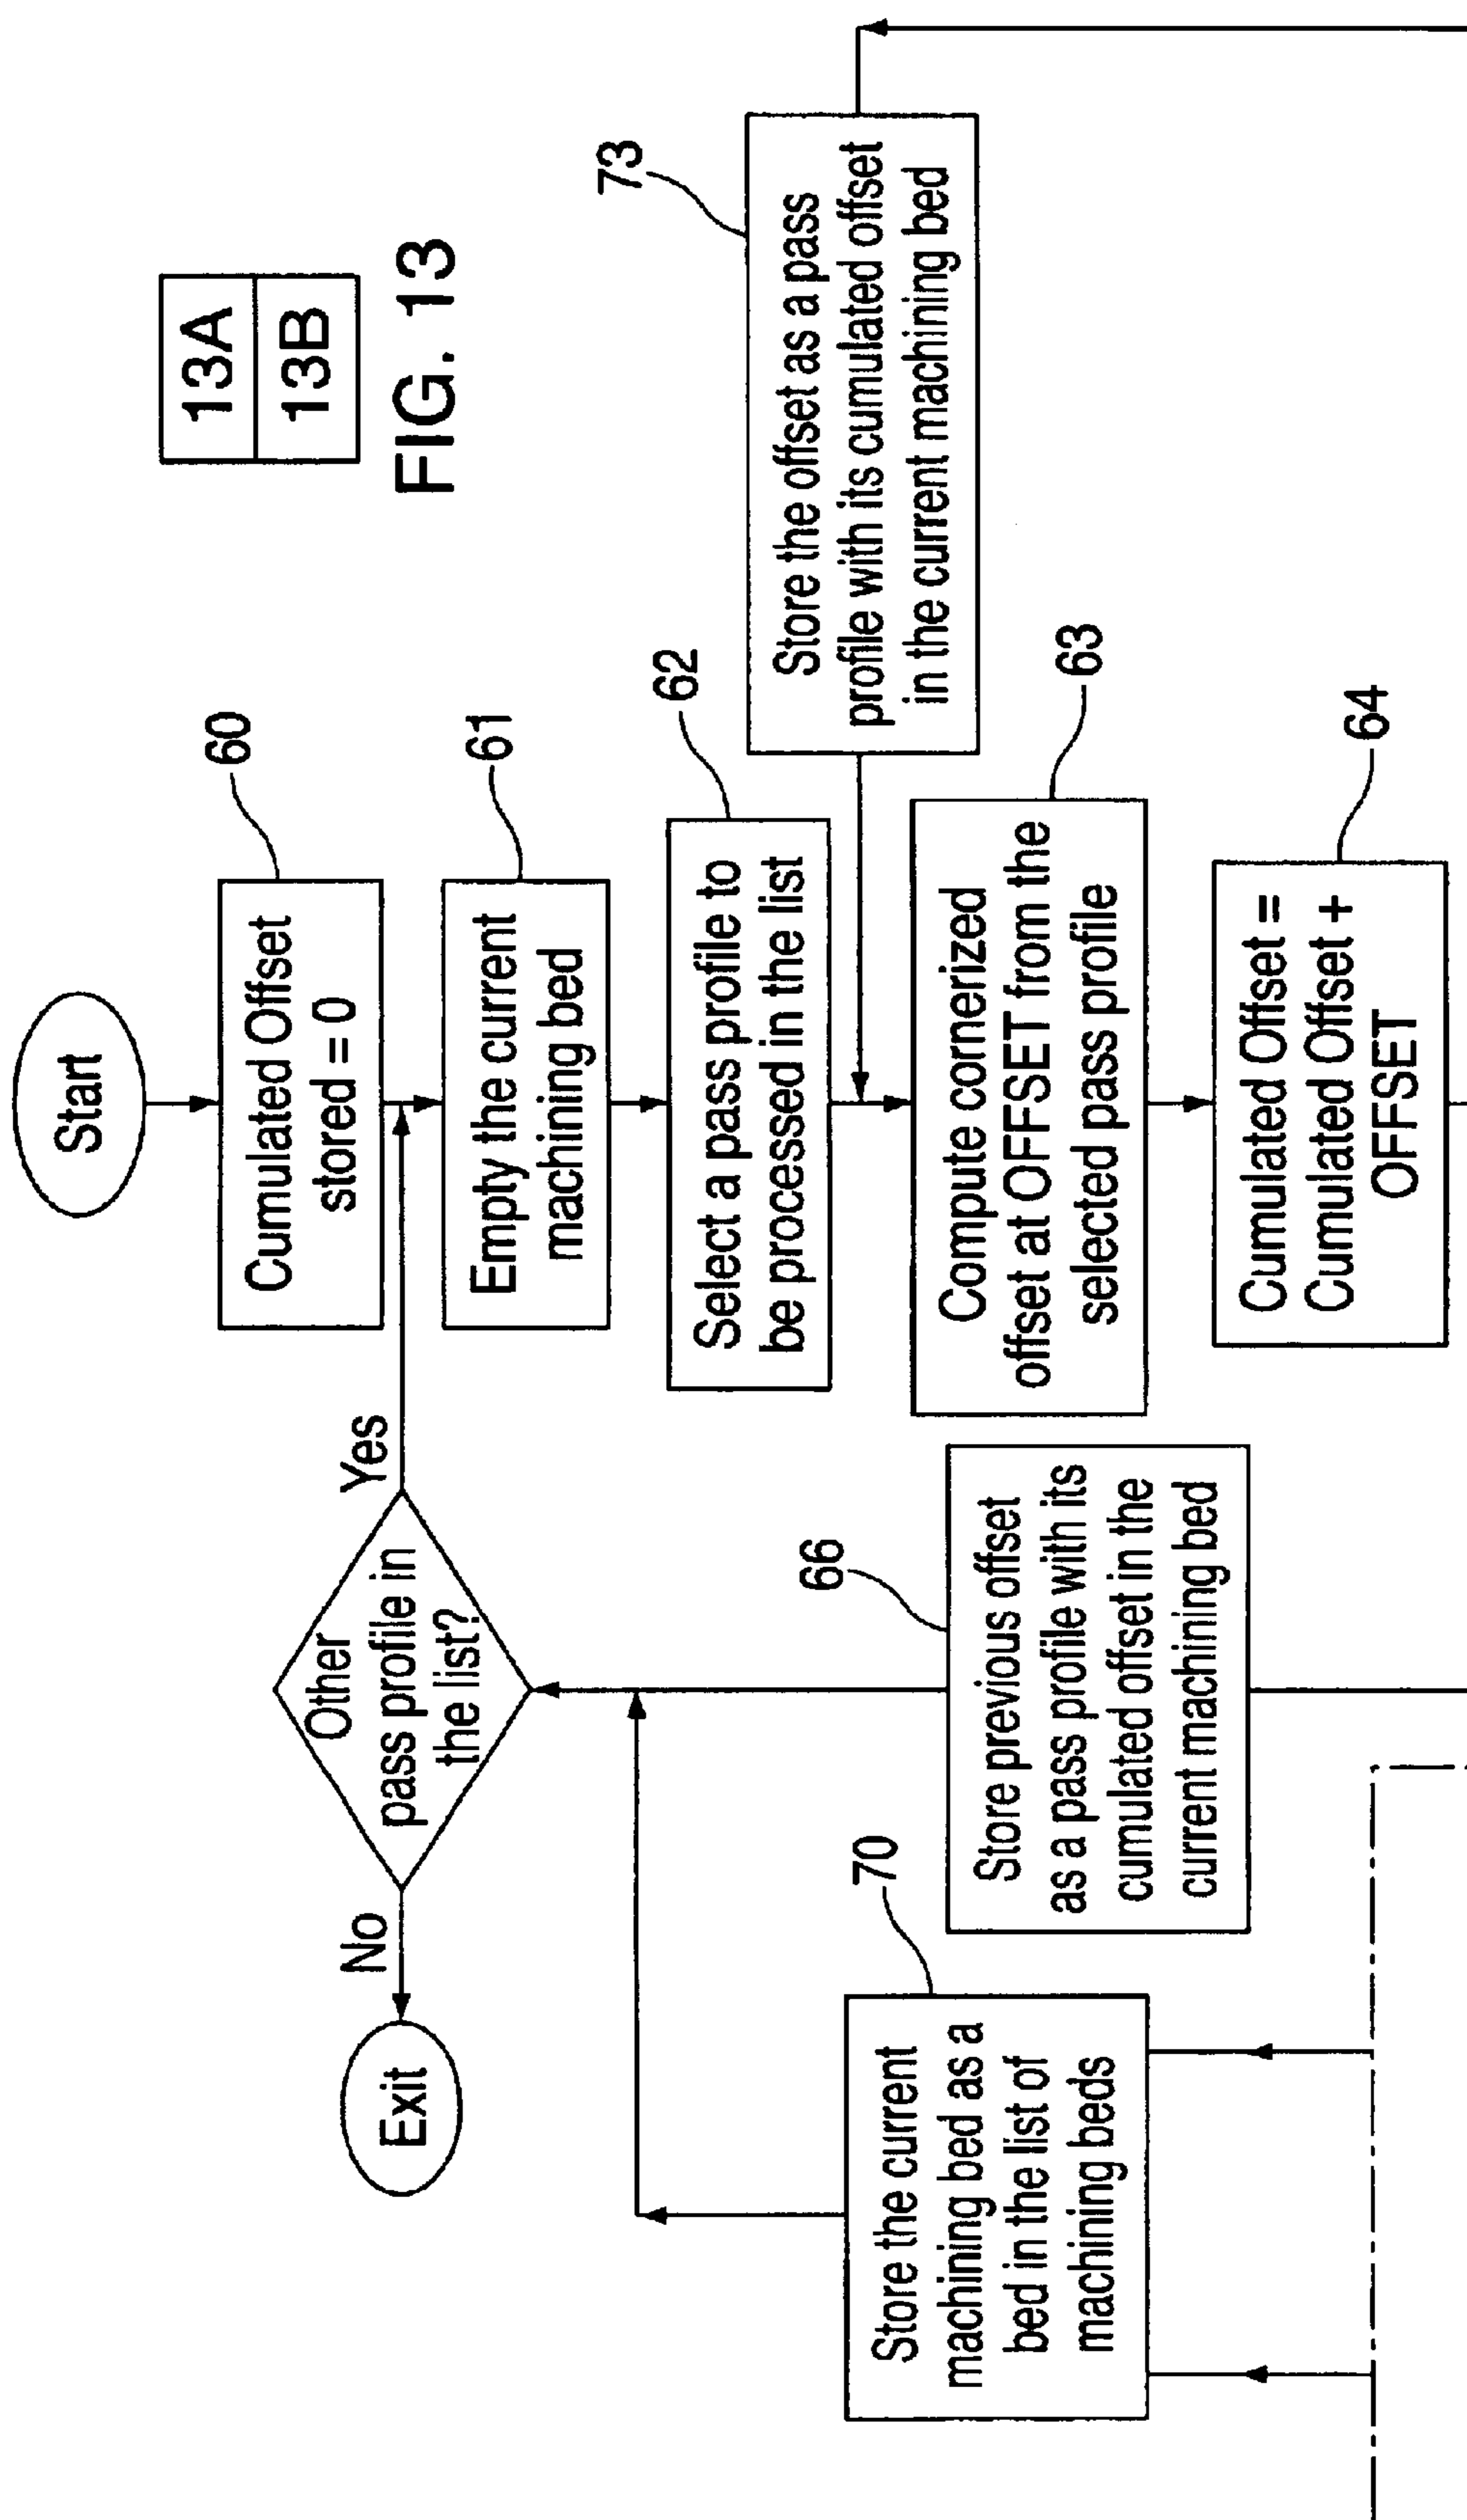 13A
13B
FIG. 13
Start
60
Cumulated Offset
stored = 0
61
Empty the current
machining bed
62
Select a pass profile to
be processed in the list
73
Store the offset as a pass
profile with its cumulated offset
in the current machining bed
63
Compute cornerized
offset at OFFSET from the
selected pass profile
64
Cumulated Offset =
Cumulated Offset +
OFFSET
Other
pass profile in
the list?
Yes
No
Exit
66
Store previous offset
as a pass profile with its
cumulated offset in the
current machining bed
70
Store the current
machining bed as a
bed in the list of
machining beds